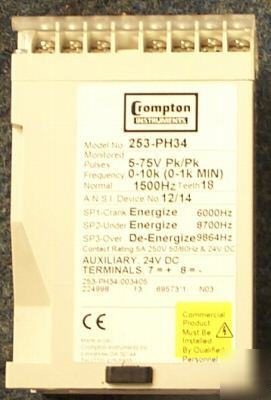 Crompton
INSTRUMENTS
Model No. 253-PH34
Monitored
Pulses 5-75V Pk/Pk
Frequency 0-10k (0-1k MIN)
Normal 1500Hz Teeth 18
A.N.S.I. Device No 12/14
SP1-Crank Energize 6000Hz
SP2-Under Energize 8700Hz
SP3-Over De-Energize 9864Hz
Contact Rating 5A 250V 50/60Hz & 24V DC
AUXILIARY. 24V DC
TERMINALS. 7 = + 8 = -
253-PH34-003405
224998 13 69573'1 N03
CE
Commercial
Product
Must Be
Installed
By Qualified
Personnel
Crompton Instruments Inc